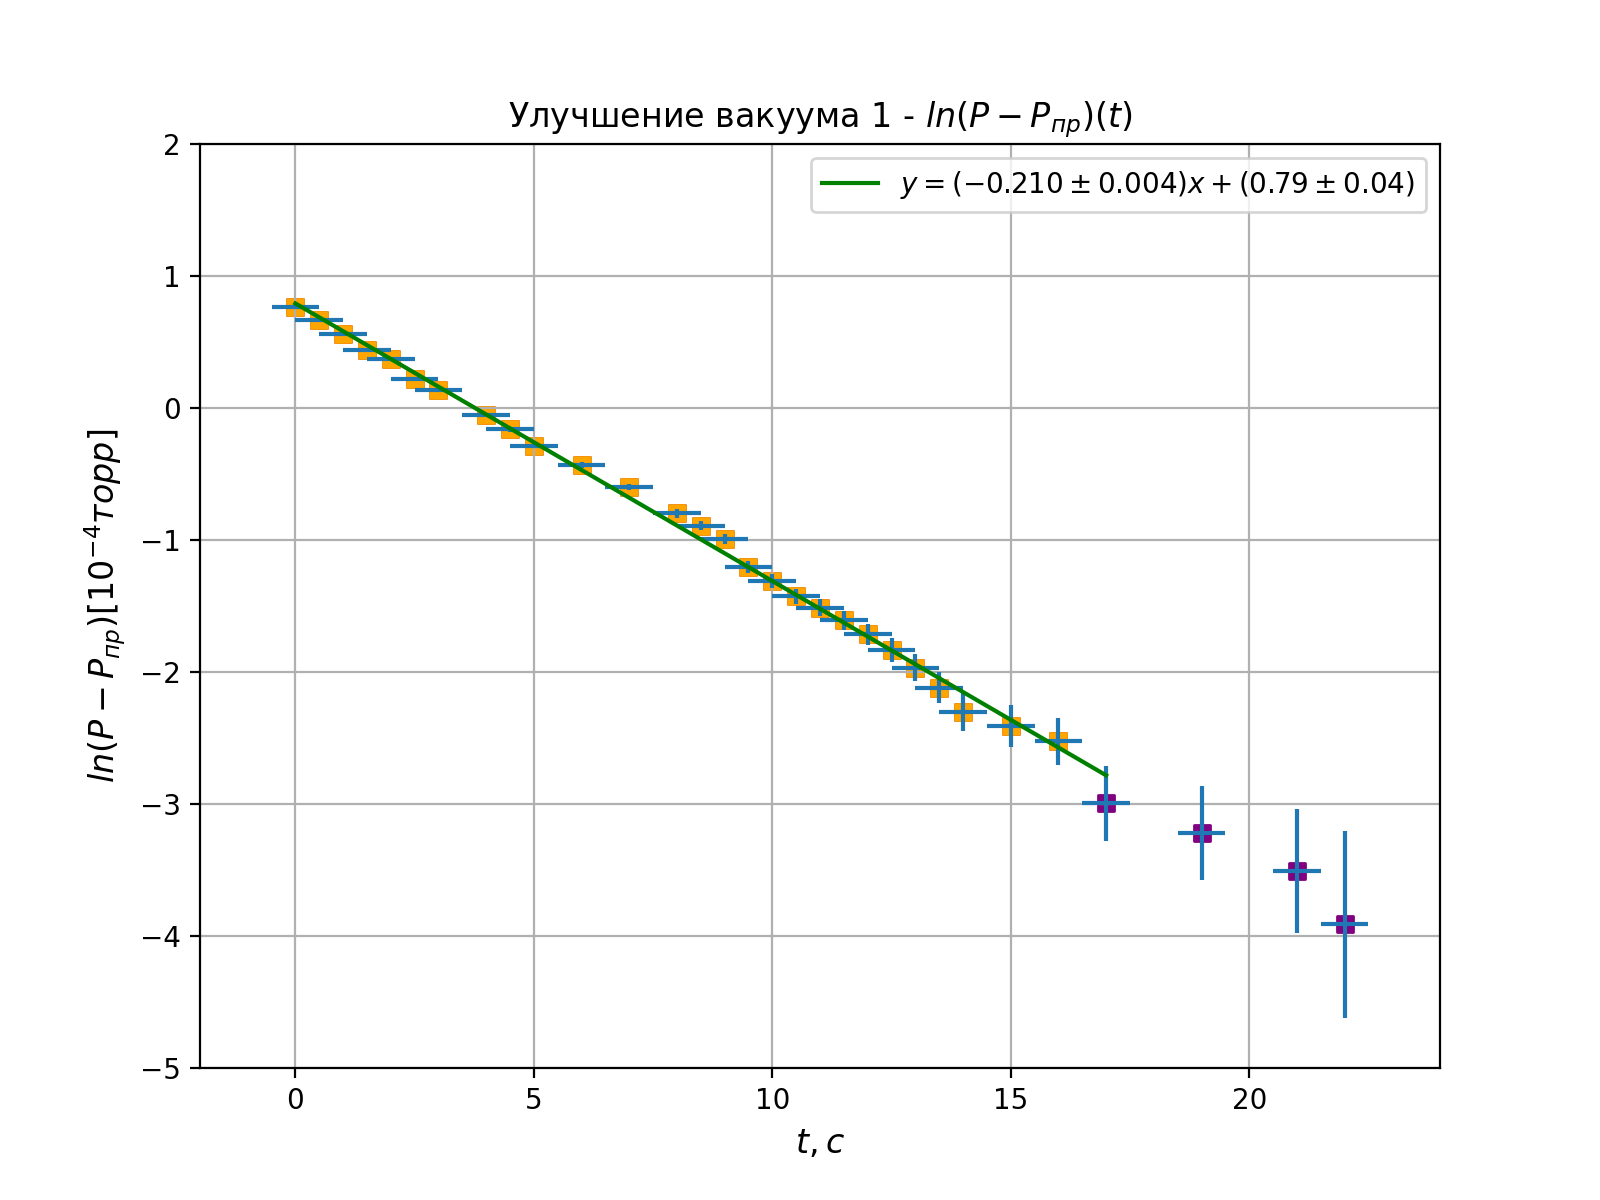 Улучшение вакуума 1 - ln(P − Pпр)(t)
y = (−0.210 ± 0.004)x + (0.79 ± 0.04)
ln(P − Pпр)[10⁻⁴торр]
2
1
0
−1
−2
−3
−4
−5
0 5 10 15 20
t, c